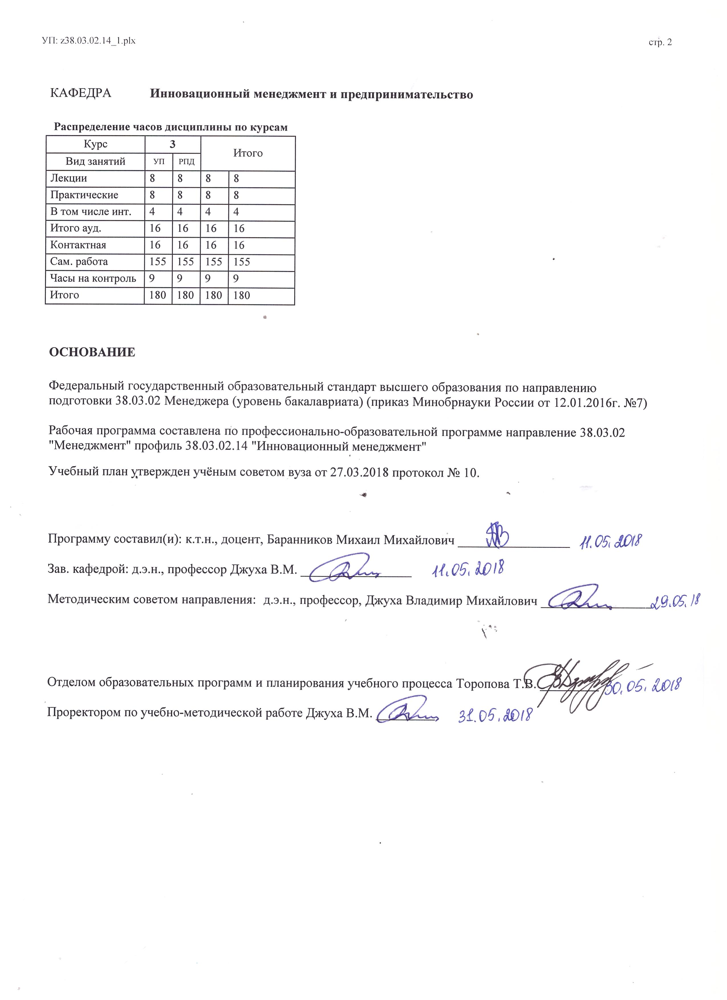 УП: z38.03.02.14_1.plx
стр. 2
КАФЕДРА Инновационный менеджмент и предпринимательство
Распределение часов дисциплины по курсам
Курс 3 Итого
Вид занятий УП РПД
Лекции 8 8 8 8
Практические 8 8 8 8
В том числе инт. 4 4 4 4
Итого ауд. 16 16 16 16
Контактная 16 16 16 16
Сам. работа 155 155 155 155
Часы на контроль 9 9 9 9
Итого 180 180 180 180
ОСНОВАНИЕ
Федеральный государственный образовательный стандарт высшего образования по направлению
подготовки 38.03.02 Менеджера (уровень бакалавриата) (приказ Минобрнауки России от 12.01.2016г. №7)
Рабочая программа составлена по профессионально-образовательной программе направление 38.03.02
"Менеджмент" профиль 38.03.02.14 "Инновационный менеджмент"
Учебный план утвержден учёным советом вуза от 27.03.2018 протокол № 10.
Программу составил(и): к.т.н., доцент, Баранников Михаил Михайлович 11.05.2018
Зав. кафедрой: д.э.н., профессор Джуха В.М. 11.05.2018
Методическим советом направления: д.э.н., профессор, Джуха Владимир Михайлович 29.05.18
Отделом образовательных программ и планирования учебного процесса Торопова Т.В. 30.05.2018
Проректором по учебно-методической работе Джуха В.М. 31.05.2018